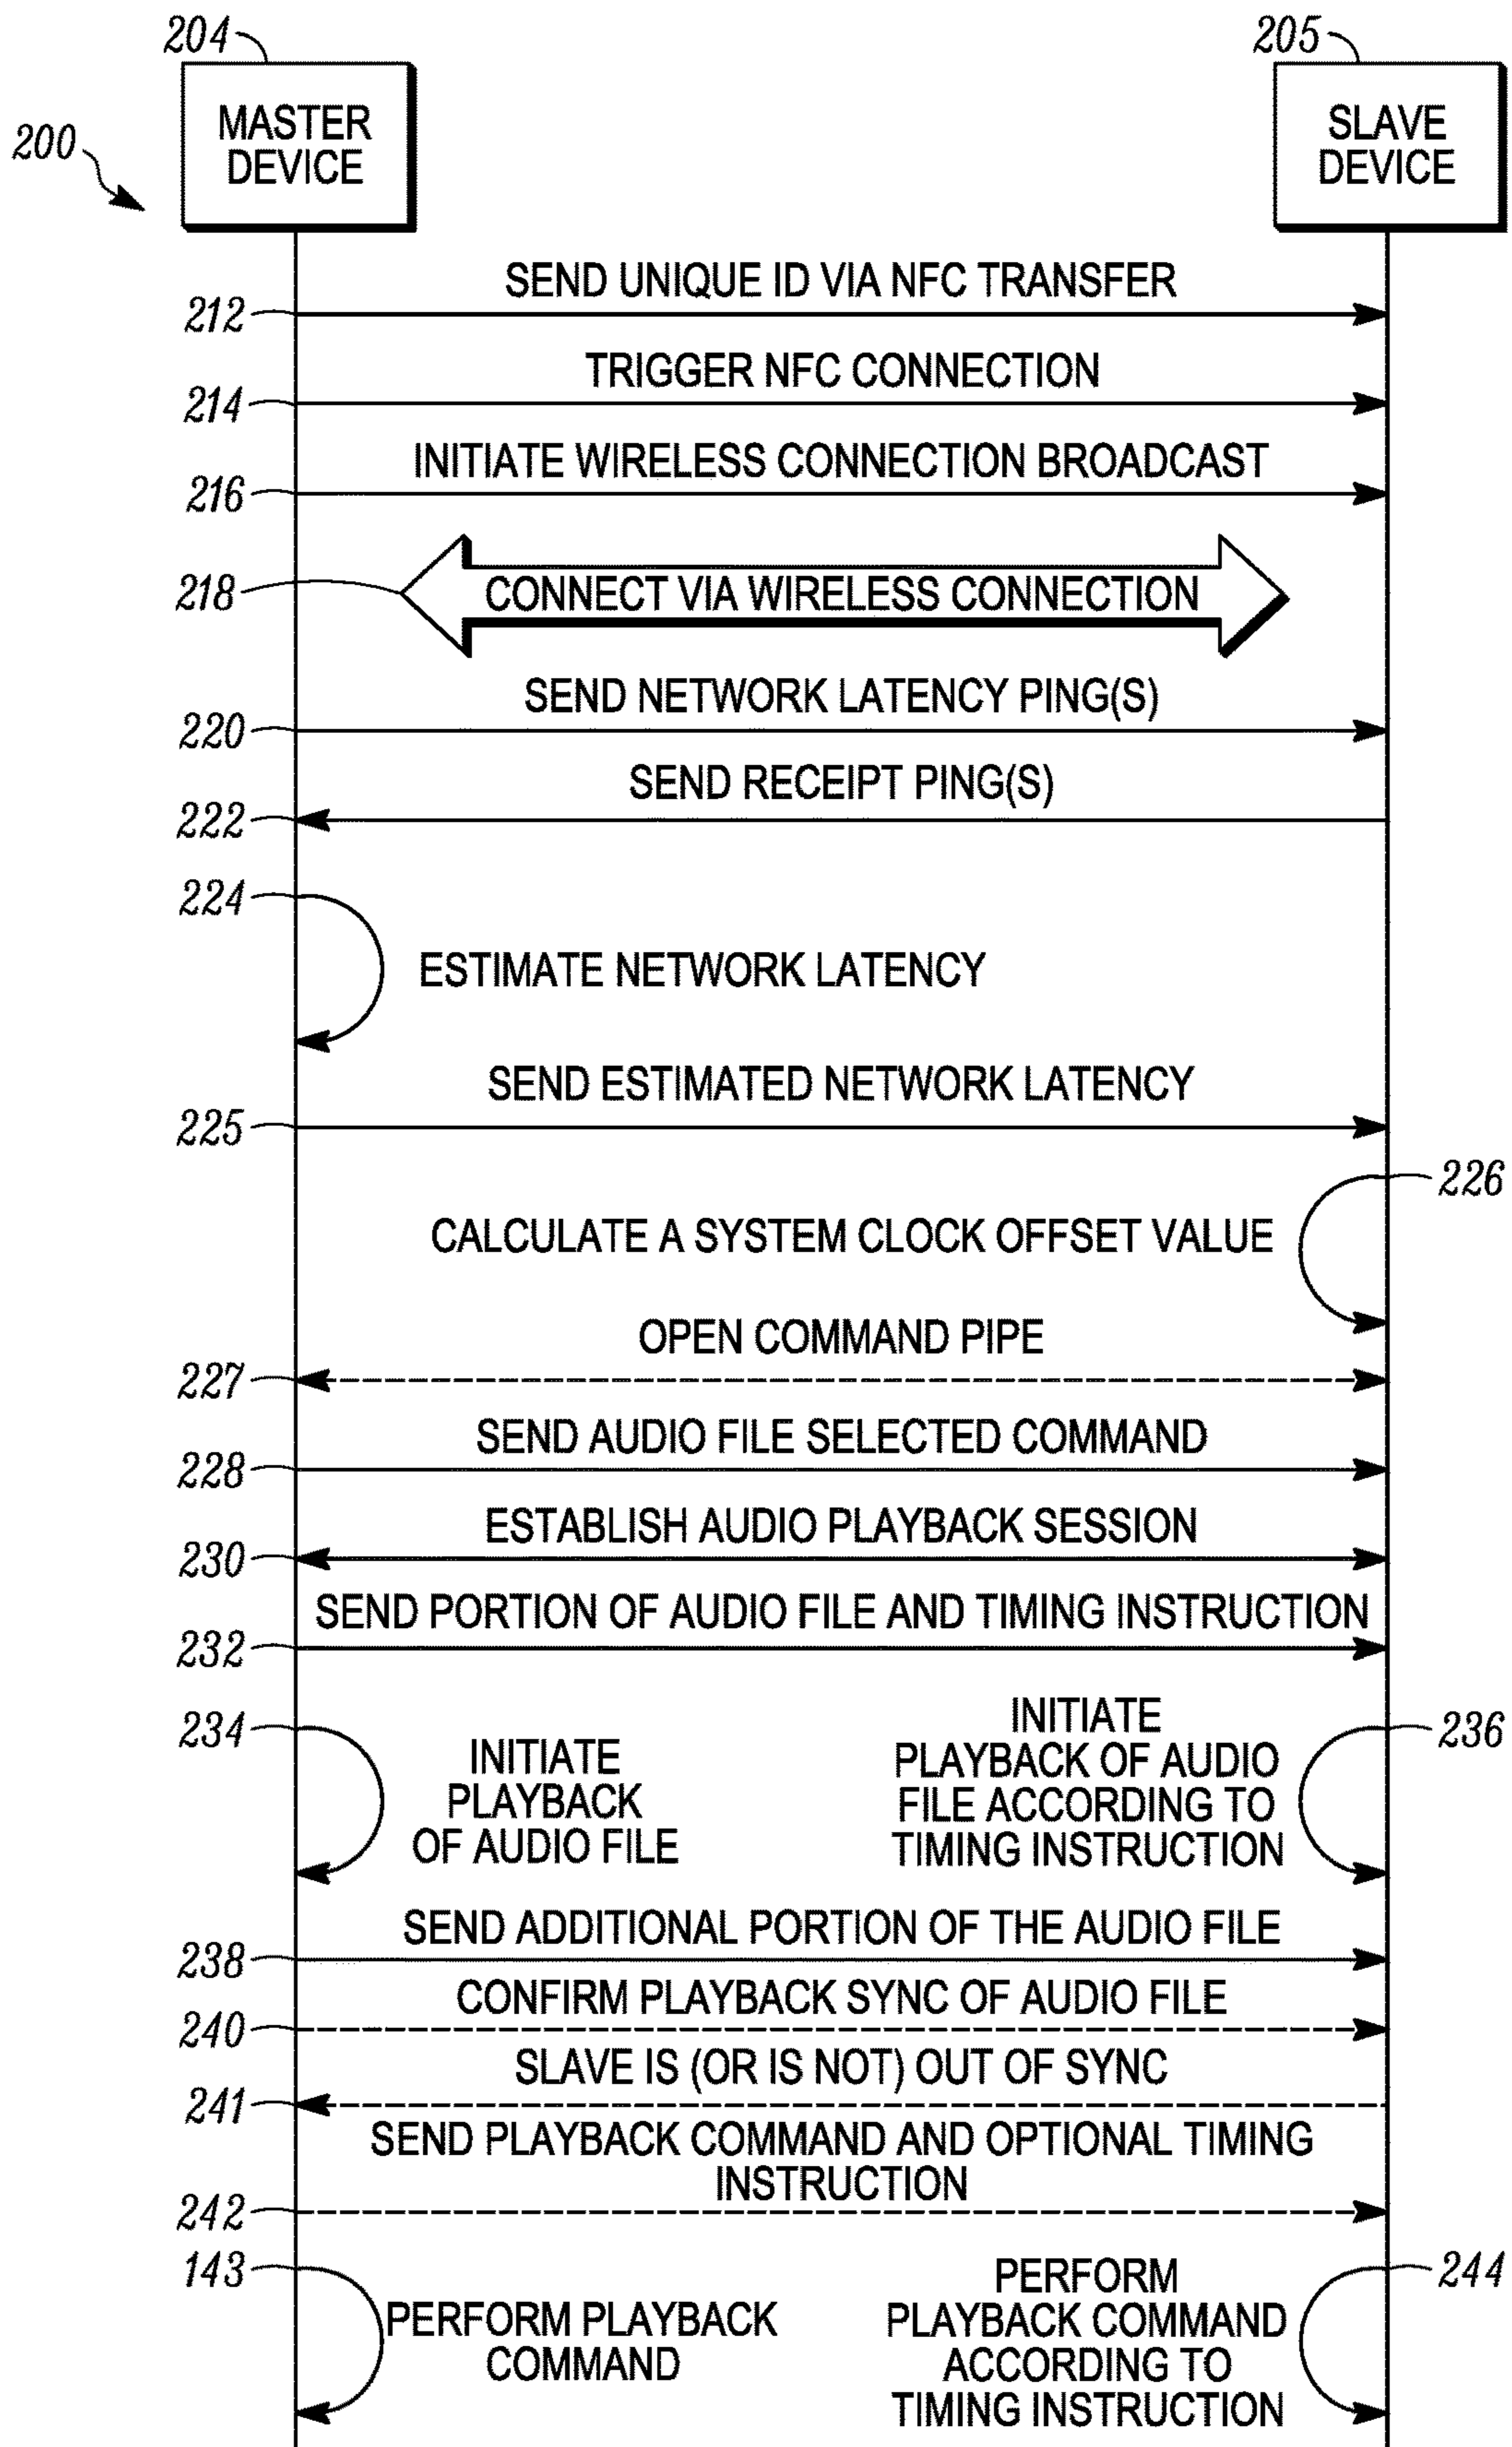 204
205
200
MASTER
DEVICE
SLAVE
DEVICE
SEND UNIQUE ID VIA NFC TRANSFER
212
TRIGGER NFC CONNECTION
214
INITIATE WIRELESS CONNECTION BROADCAST
216
218
CONNECT VIA WIRELESS CONNECTION
SEND NETWORK LATENCY PING(S)
220
SEND RECEIPT PING(S)
222
224
ESTIMATE NETWORK LATENCY
SEND ESTIMATED NETWORK LATENCY
225
226
CALCULATE A SYSTEM CLOCK OFFSET VALUE
OPEN COMMAND PIPE
227
SEND AUDIO FILE SELECTED COMMAND
228
ESTABLISH AUDIO PLAYBACK SESSION
230
SEND PORTION OF AUDIO FILE AND TIMING INSTRUCTION
232
234
INITIATE
PLAYBACK
OF AUDIO FILE
INITIATE
PLAYBACK OF AUDIO
FILE ACCORDING TO
TIMING INSTRUCTION
236
SEND ADDITIONAL PORTION OF THE AUDIO FILE
238
CONFIRM PLAYBACK SYNC OF AUDIO FILE
240
SLAVE IS (OR IS NOT) OUT OF SYNC
241
SEND PLAYBACK COMMAND AND OPTIONAL TIMING
INSTRUCTION
242
143
PERFORM PLAYBACK
COMMAND
PERFORM
PLAYBACK COMMAND
ACCORDING TO
TIMING INSTRUCTION
244